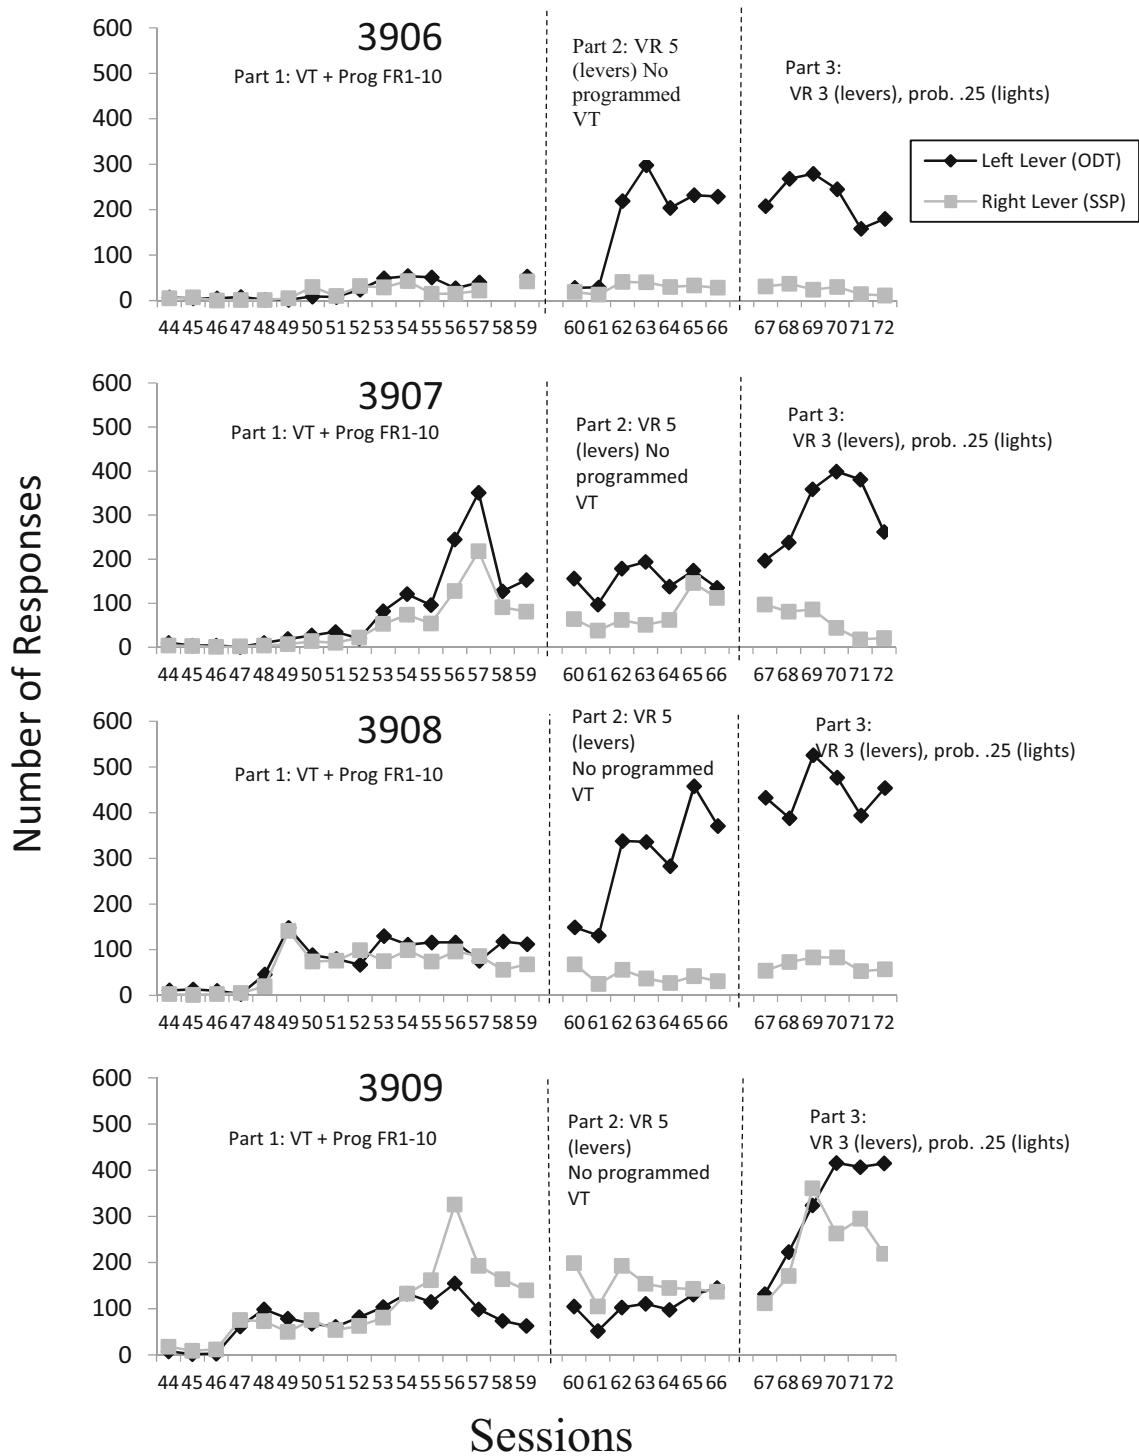 600
500
400
300
200
100
0
3906
Part 1: VT + Prog FR1-10
Part 2: VR 5
(levers) No
programmed
VT
Part 3:
VR 3 (levers), prob. .25 (lights)
Left Lever (ODT)
Right Lever (SSP)
44 45 46 47 48 49 50 51 52 53 54 55 56 57 58 59 60 61 62 63 64 65 66 67 68 69 70 71 72
600
500
400
300
200
100
0
3907
Part 1: VT + Prog FR1-10
Part 2: VR 5
(levers) No
programmed
VT
Part 3:
VR 3 (levers), prob. .25 (lights)
44 45 46 47 48 49 50 51 52 53 54 55 56 57 58 59 60 61 62 63 64 65 66 67 68 69 70 71 72
Number of Responses
600
500
400
300
200
100
0
3908
Part 1: VT + Prog FR1-10
Part 2: VR 5
(levers)
No programmed
VT
Part 3:
VR 3 (levers), prob. .25 (lights)
44 45 46 47 48 49 50 51 52 53 54 55 56 57 58 59 60 61 62 63 64 65 66 67 68 69 70 71 72
600
500
400
300
200
100
0
3909
Part 1: VT + Prog FR1-10
Part 2: VR 5
(levers)
No programmed
VT
Part 3:
VR 3 (levers), prob. .25 (lights)
44 45 46 47 48 49 50 51 52 53 54 55 56 57 58 59 60 61 62 63 64 65 66 67 68 69 70 71 72
Sessions